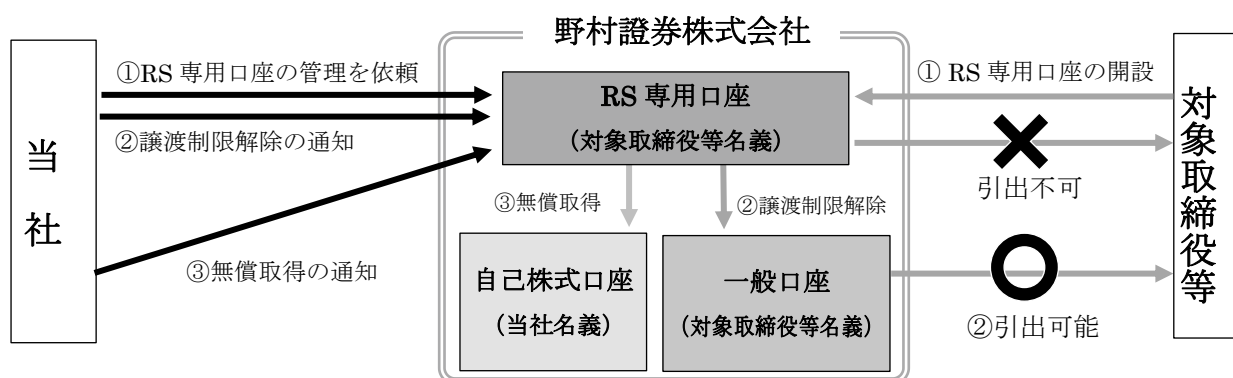 野村證券株式会社
当
社
①RS 専用口座の管理を依頼
②譲渡制限解除の通知
③無償取得の通知
RS 専用口座
(対象取締役等名義)
③無償取得
②譲渡制限解除
自己株式口座
(当社名義)
一般口座
(対象取締役等名義)
① RS 専用口座の開設
引出不可
②引出可能
対象取締役等